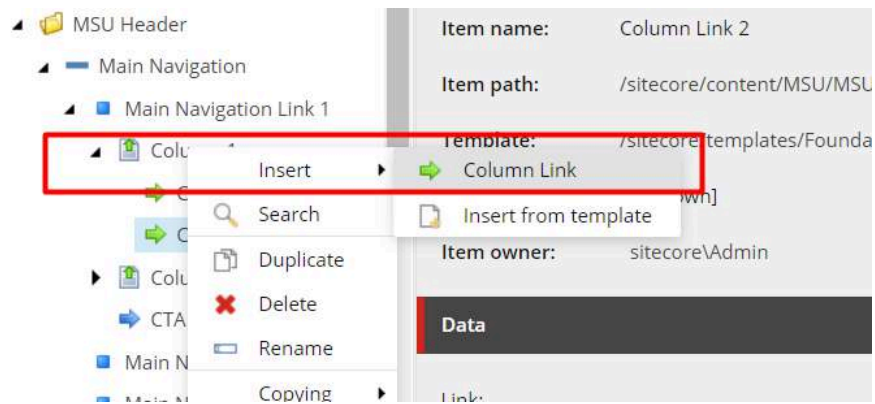 MSU Header
Main Navigation
Main Navigation Link 1
Insert
Search
Duplicate
Delete
Rename
Copying
Column Link
Insert from template
CTA
Item name: Column Link 2
Item path: /sitecore/content/MSU/MSU
Template: /sitecore/templates/Founda
Item owner: sitecore\Admin
Data
Link: